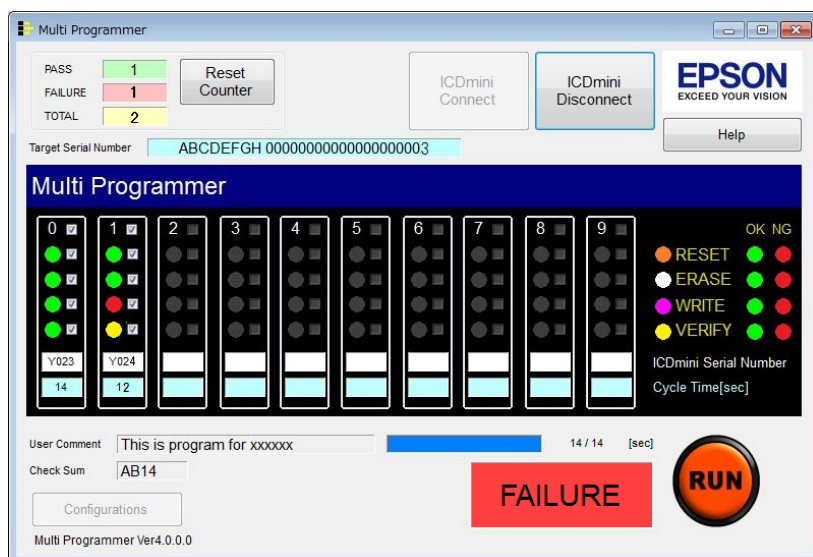 Multi Programmer
PASS 1
FAILURE 1
TOTAL 2
Reset Counter
ICDmini Connect
ICDmini Disconnect
EPSON
EXCEED YOUR VISION
Help
Target Serial Number ABCDEFGH 00000000000000000003
Multi Programmer
0 1 2 3 4 5 6 7 8 9 OK NG
RESET
ERASE
WRITE
VERIFY
Y023 Y024 ICDmini Serial Number
14 12 Cycle Time[sec]
User Comment This is program for xxxxxx 14 / 14 [sec]
Check Sum AB14
FAILURE
RUN
Configurations
Multi Programmer Ver4.0.0.0